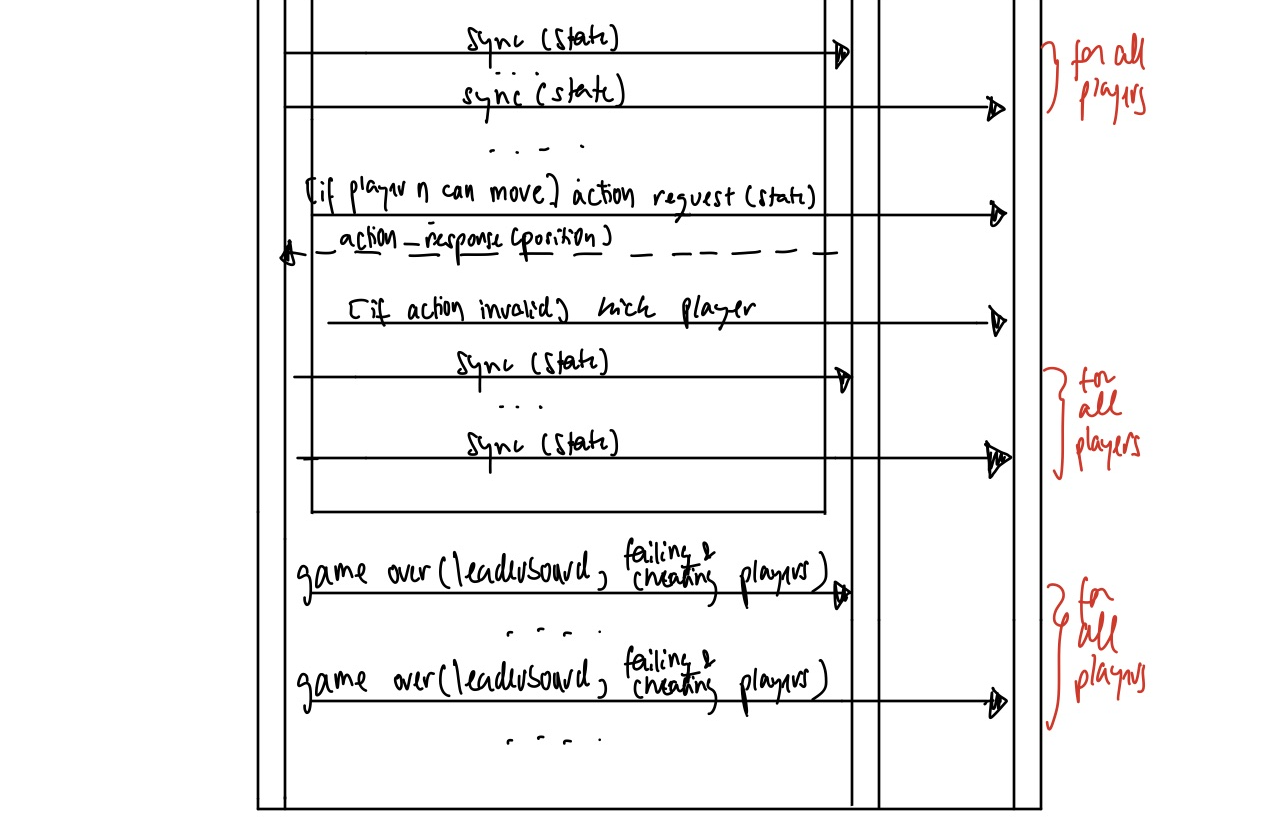 sync (state)
. . .
sync (state)
. . - .
[if player n can move] action request (state)
action_response (position)
[if action invalid] kick player
sync (state)
. . .
sync (state)
game over (leaderboard, failing & cheating players)
- - - .
game over (leaderboard, failing & cheating players)
- - - .
for all
players
for
all
players
for
all
players